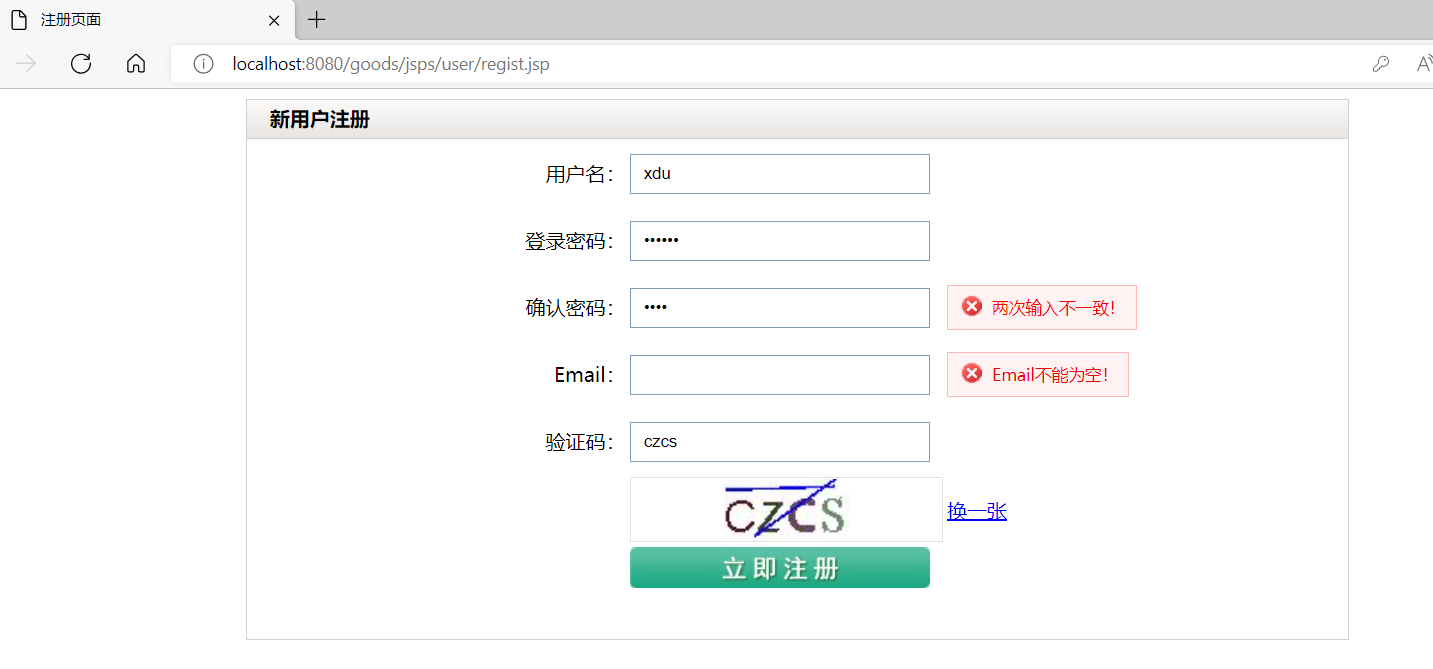 注册页面
localhost:8080/goods/jsps/user/regist.jsp
新用户注册
用户名： xdu
登录密码： ••••••
确认密码： •••• 两次输入不一致！
Email： Email不能为空！
验证码： czcs
CZCS 换一张
立即注册